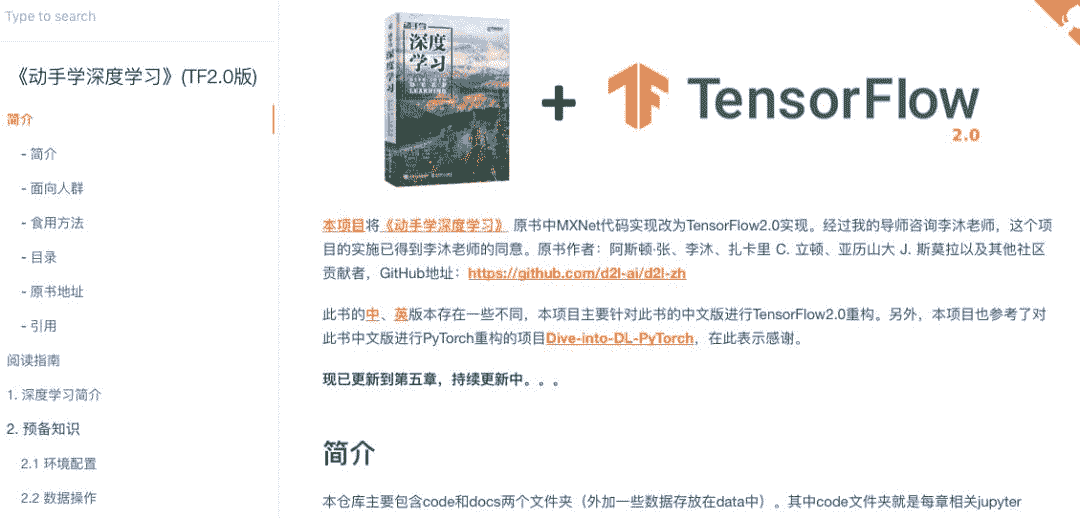 Type to search
《动手学深度学习》(TF2.0版)
简介
- 简介
- 面向人群
- 食用方法
- 目录
- 原书地址
- 引用
阅读指南
1. 深度学习简介
2. 预备知识
2.1 环境配置
2.2 数据操作
动手学
深度
学习
+
TensorFlow
2.0
本项目将《动手学深度学习》 原书中MXNet代码实现改为TensorFlow2.0实现。经过我的导师咨询李沐老师，这个项
目的实施已得到李沐老师的同意。原书作者：阿斯顿·张、李沐、扎卡里 C. 立顿、亚历山大 J. 斯莫拉以及其他社区
贡献者，GitHub地址：https://github.com/d2l-ai/d2l-zh
此书的中、英版本存在一些不同，本项目主要针对此书的中文版进行TensorFlow2.0重构。另外，本项目也参考了对
此书中文版进行PyTorch重构的项目Dive-into-DL-PyTorch，在此表示感谢。
现已更新到第五章，持续更新中。。。
简介
本仓库主要包含code和docs两个文件夹（外加一些数据存放在data中）。其中code文件夹就是每章相关jupyter